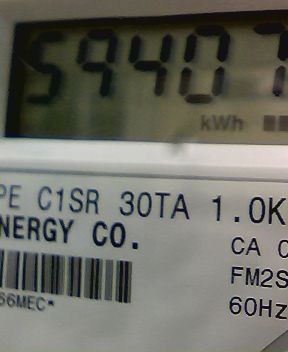 59407
kWh
PE C1SR 30TA 1.0K
NERGY CO.
CA
FM2S
60Hz
S6MEC*